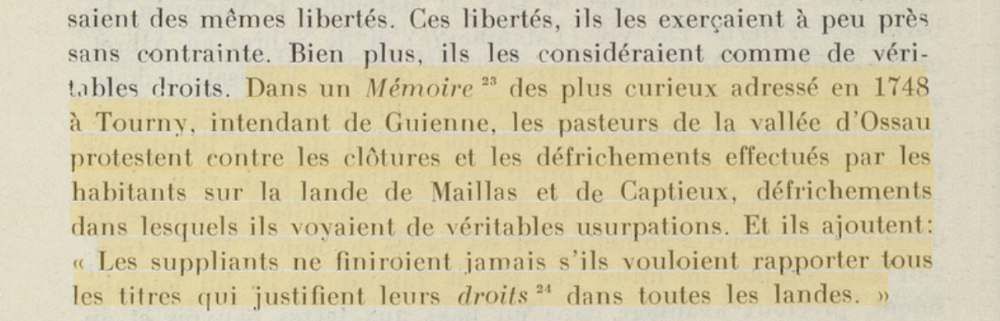 saient des mêmes libertés. Ces libertés, ils les exerçaient à peu près
sans contrainte. Bien plus, ils les considéraient comme de véri-
tables droits. Dans un Mémoire 23 des plus curieux adressé en 1748
à Tourny, intendant de Guienne, les pasteurs de la vallée d'Ossau
protestent contre les clôtures et les défrichements effectués par les
habitants sur la lande de Maillas et de Captieux, défrichements
dans lesquels ils voyaient de véritables usurpations. Et ils ajoutent:
« Les suppliants ne finiroient jamais s'ils vouloient rapporter tous
les titres qui justifient leurs droits 24 dans toutes les landes. »